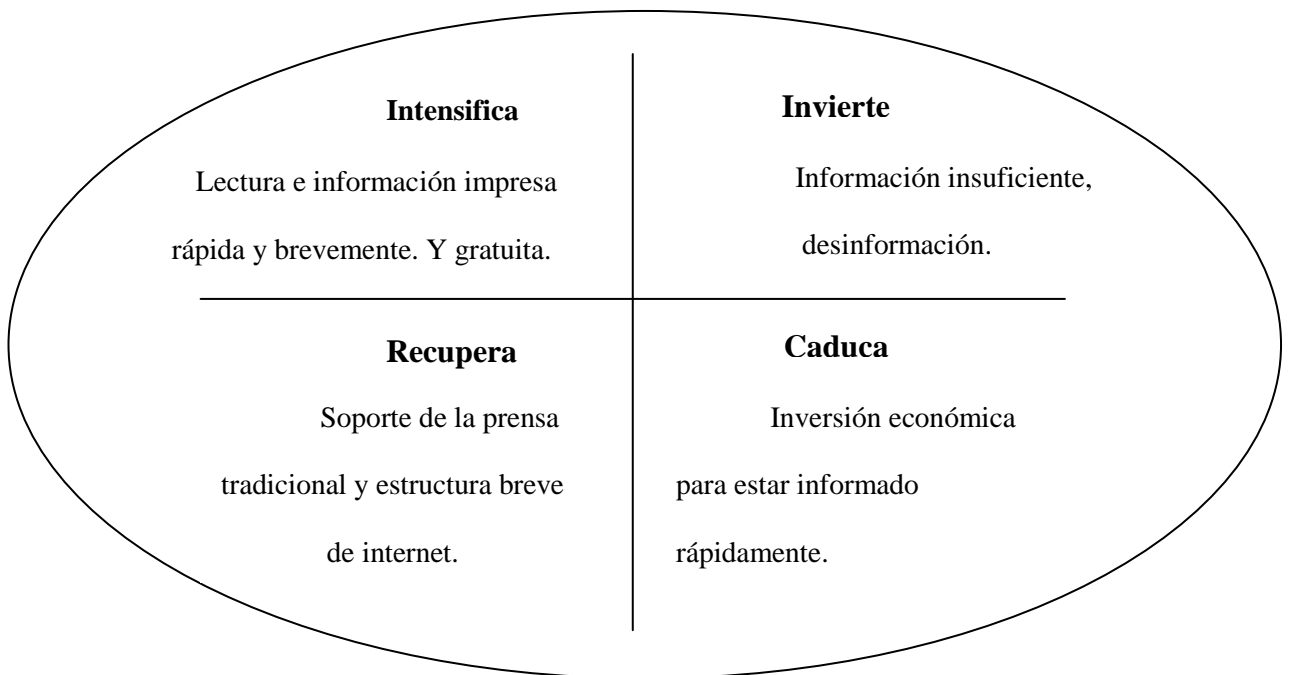 Intensifica
Lectura e información impresa
rápida y brevemente. Y gratuita.
Invierte
Información insuficiente,
desinformación.
Recupera
Soporte de la prensa
tradicional y estructura breve
de internet.
Caduca
Inversión económica
para estar informado
rápidamente.